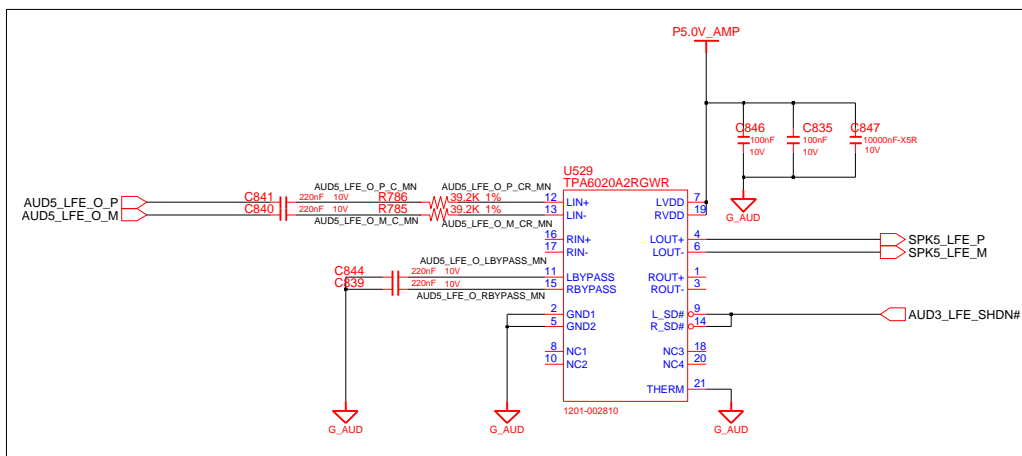 P5.0V_AMP
C846
100nF
10V
C835
100nF
10V
C847
10000nF-X5R
10V
G_AUD
U529
TPA6020A2RGWR
AUD5_LFE_O_P
AUD5_LFE_O_M
C841
C840
AUD5_LFE_O_P_C_MN
220nF 10V
220nF 10V
AUD5_LFE_O_M_C_MN
R786
R785
AUD5_LFE_O_P_CR_MN
39.2K 1%
39.2K 1%
AUD5_LFE_O_M_CR_MN
12 LIN+
13 LIN-
16 RIN+
17 RIN-
AUD5_LFE_O_LBYPASS_MN
C844
C839
220nF 10V
220nF 10V
AUD5_LFE_O_RBYPASS_MN
11 LBYPASS
15 RBYPASS
2 GND1
5 GND2
8 NC1
10 NC2
LVDD 7
RVDD 19
LOUT+ 4
LOUT- 6
SPK5_LFE_P
SPK5_LFE_M
ROUT+ 1
ROUT- 3
L_SD# 9
R_SD# 14
AUD3_LFE_SHDN#
NC3 18
NC4 20
THERM 21
1201-002810
G_AUD
G_AUD
G_AUD